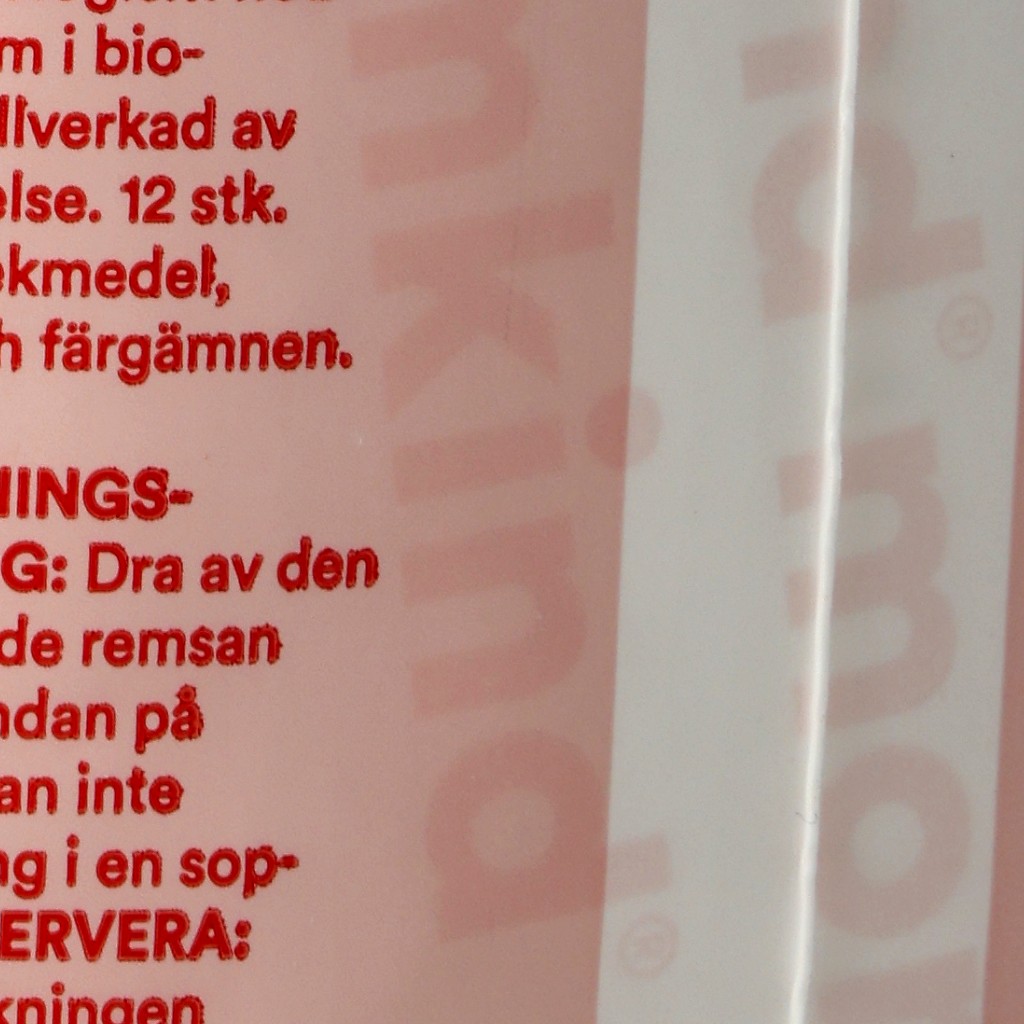 m i bio-
llverkad av
else. 12 stk.
ekmedel,
h färgämnen.
NINGS-
G: Dra av den
de remsan
ndan på
an inte
ng i en sop-
ERVERA:
kningen